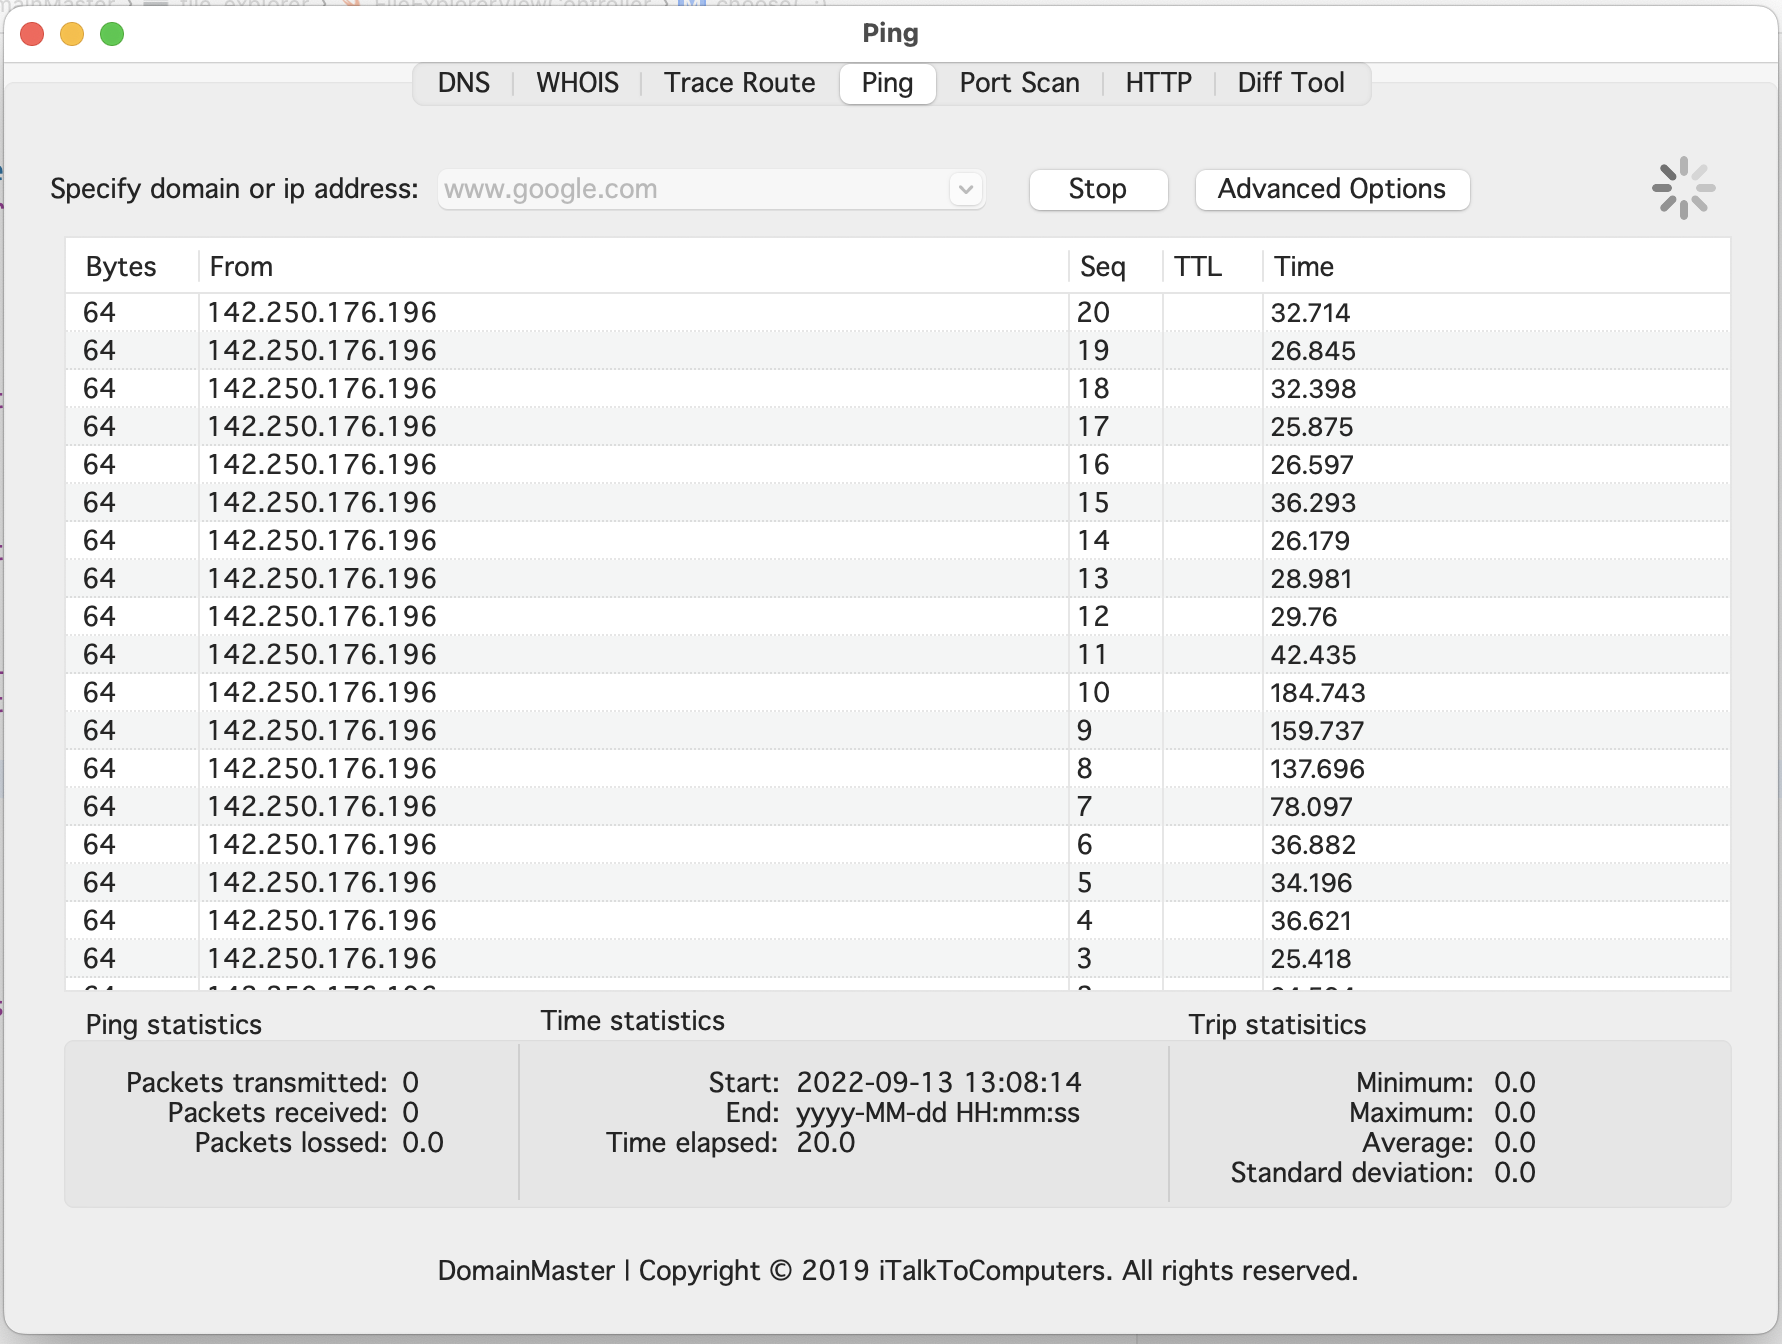 Ping
DNS WHOIS Trace Route Ping Port Scan HTTP Diff Tool
Specify domain or ip address: www.google.com Stop Advanced Options
Bytes From Seq TTL Time
64 142.250.176.196 20 32.714
64 142.250.176.196 19 26.845
64 142.250.176.196 18 32.398
64 142.250.176.196 17 25.875
64 142.250.176.196 16 26.597
64 142.250.176.196 15 36.293
64 142.250.176.196 14 26.179
64 142.250.176.196 13 28.981
64 142.250.176.196 12 29.76
64 142.250.176.196 11 42.435
64 142.250.176.196 10 184.743
64 142.250.176.196 9 159.737
64 142.250.176.196 8 137.696
64 142.250.176.196 7 78.097
64 142.250.176.196 6 36.882
64 142.250.176.196 5 34.196
64 142.250.176.196 4 36.621
64 142.250.176.196 3 25.418
Ping statistics Time statistics Trip statisitics
Packets transmitted: 0 Start: 2022-09-13 13:08:14 Minimum: 0.0
Packets received: 0 End: yyyy-MM-dd HH:mm:ss Maximum: 0.0
Packets lossed: 0.0 Time elapsed: 20.0 Average: 0.0
Standard deviation: 0.0
DomainMaster | Copyright © 2019 iTalkToComputers. All rights reserved.